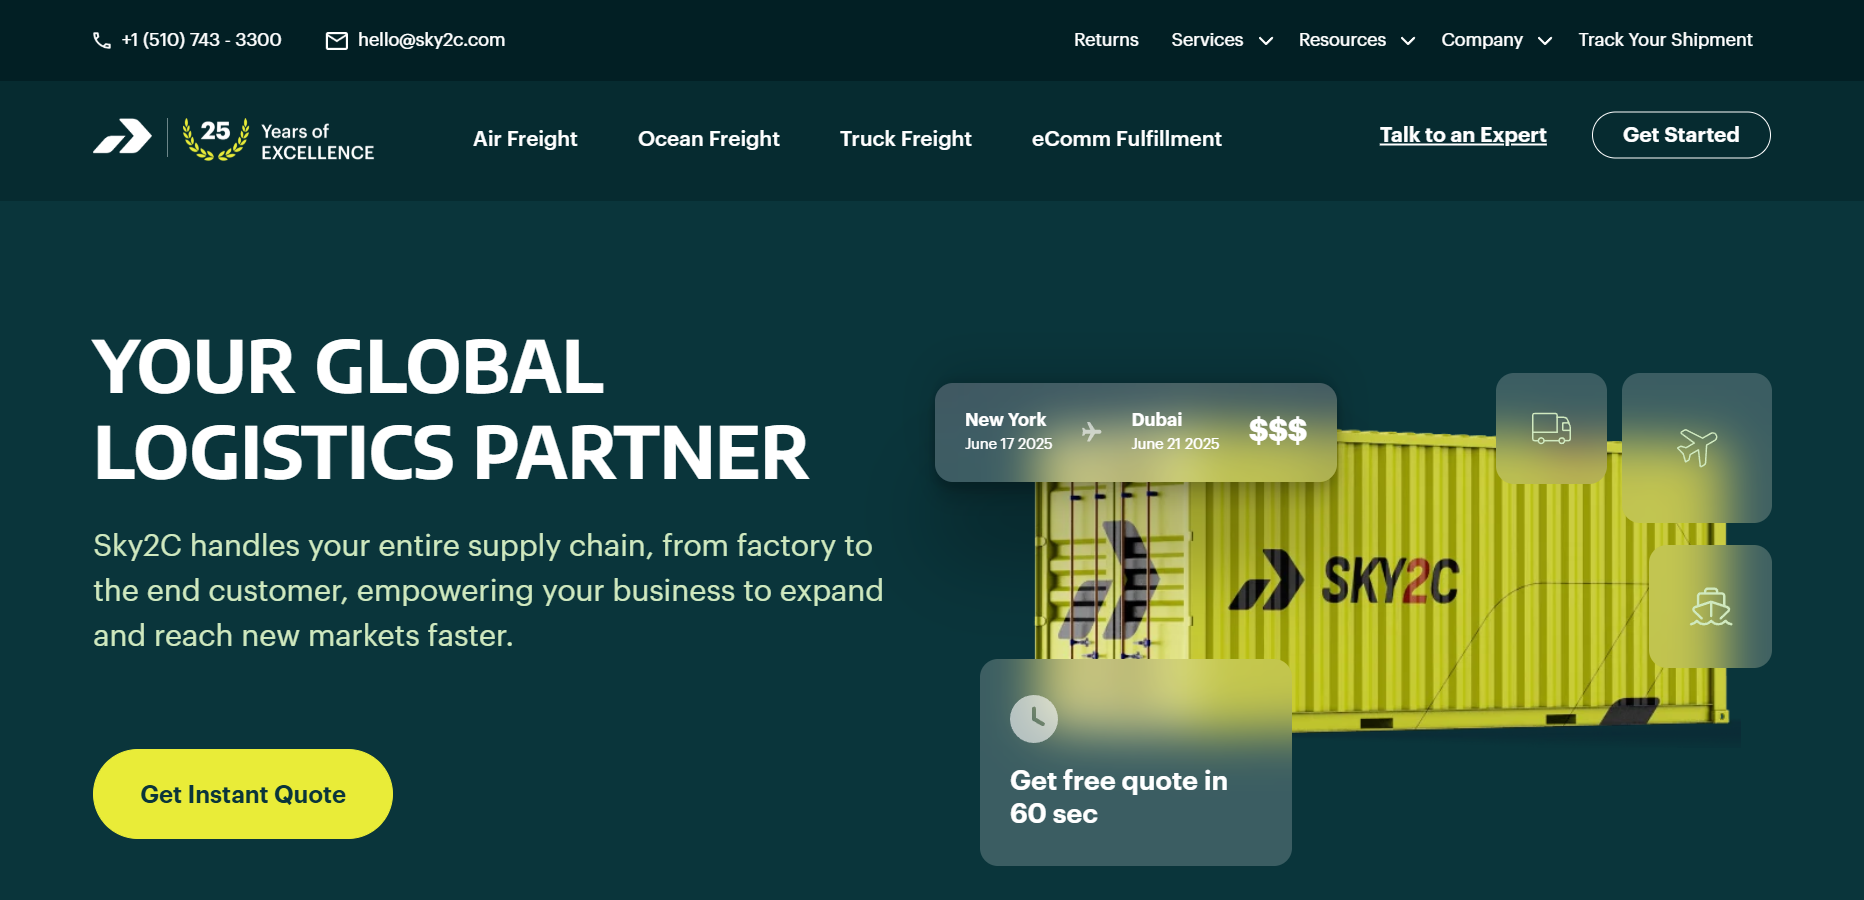 +1 (510) 743 - 3300
hello@sky2c.com
Returns
Services
Resources
Company
Track Your Shipment
25
Years of
EXCELLENCE
Air Freight
Ocean Freight
Truck Freight
eComm Fulfillment
Talk to an Expert
Get Started
YOUR GLOBAL
LOGISTICS PARTNER
Sky2C handles your entire supply chain, from factory to
the end customer, empowering your business to expand
and reach new markets faster.
Get Instant Quote
New York
June 17 2025
Dubai
June 21 2025
$$$
SKY2C
Get free quote in
60 sec